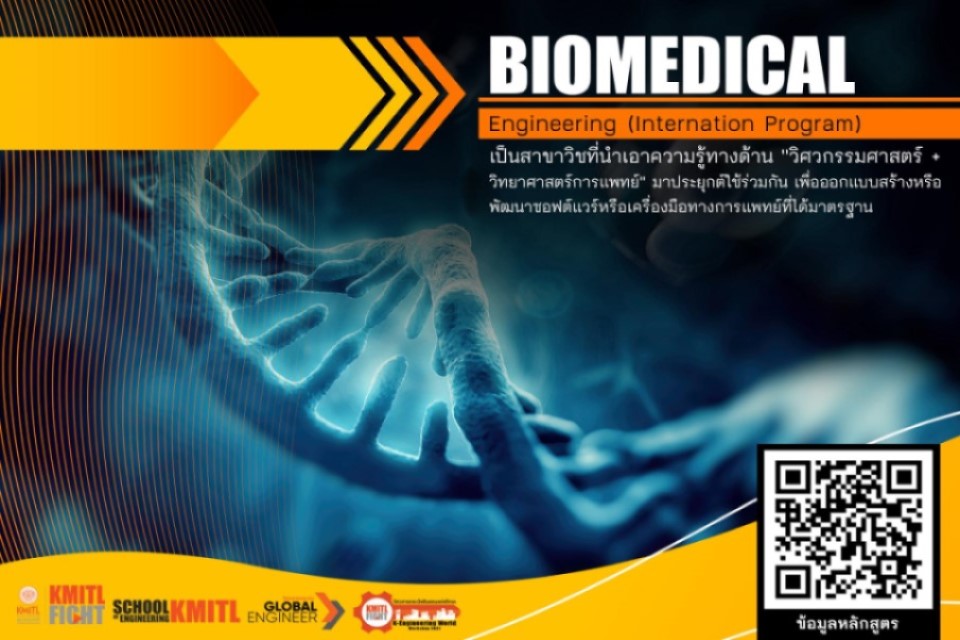 BIOMEDICAL
Engineering (Internation Program)
เป็นสาขาวิชที่นำเอาความรู้ทางด้าน "วิศวกรรมศาสตร์ +
วิทยาศาสตร์การแพทย์" มาประยุกต์ใช้ร่วมกัน เพื่อออกแบบสร้างหรือ
พัฒนาซอฟต์แวร์หรือเครื่องมือทางการแพทย์ที่ได้มาตรฐาน
KMITL
KMITL
FIGHT
SCHOOL
ENGINEERING
KMITL
GLOBAL
ENGINEER
KMITL
FIGHT
ข้อมูลหลักสูตร